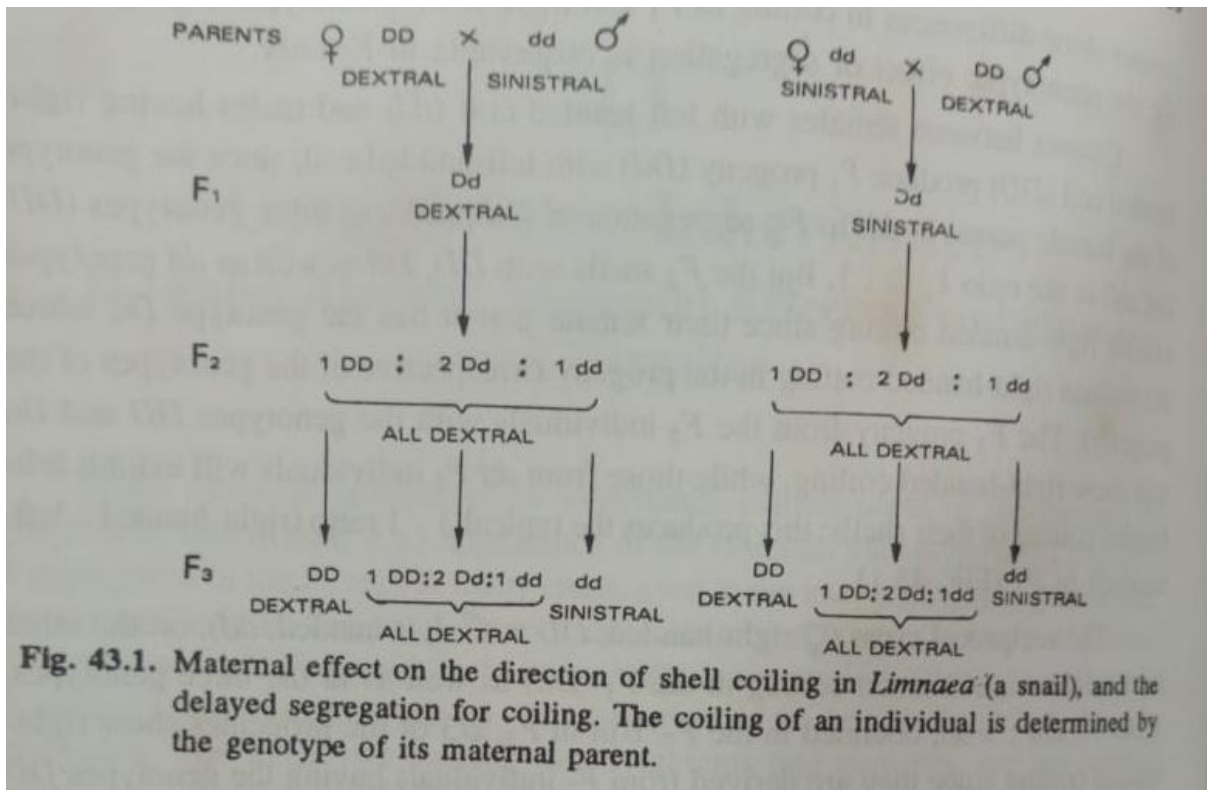 PARENTS ♀ DD × dd ♂ ♀ dd × DD ♂
DEXTRAL SINISTRAL SINISTRAL DEXTRAL
F1 Dd Dd
DEXTRAL SINISTRAL
F2 1 DD : 2 Dd : 1 dd 1 DD : 2 Dd : 1 dd
ALL DEXTRAL ALL DEXTRAL
F3 DD 1 DD:2 Dd:1 dd dd DD 1 DD:2 Dd:1dd dd
DEXTRAL SINISTRAL DEXTRAL SINISTRAL
ALL DEXTRAL ALL DEXTRAL
Fig. 43.1. Maternal effect on the direction of shell coiling in Limnaea (a snail), and the
delayed segregation for coiling. The coiling of an individual is determined by
the genotype of its maternal parent.